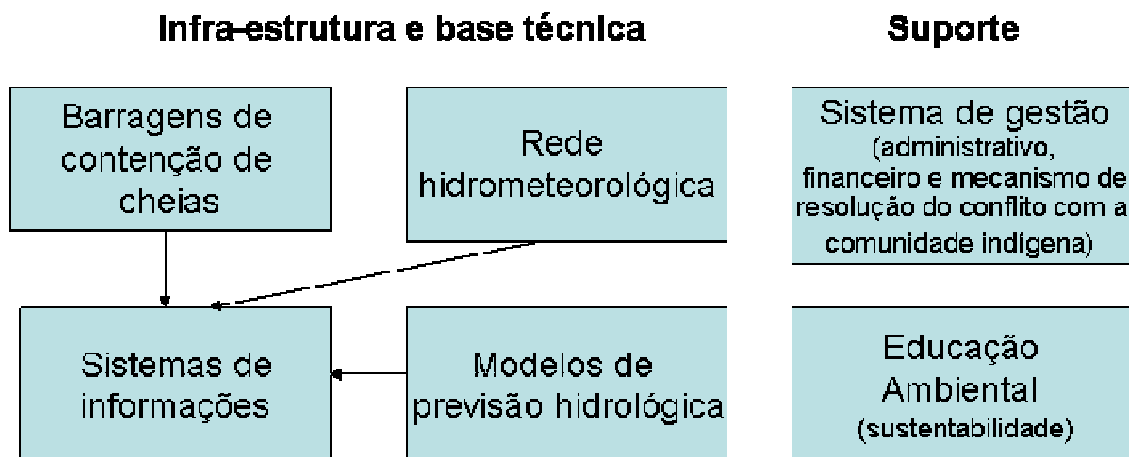 Infra-estrutura e base técnica
Suporte
Barragens de
contenção de
cheias
Rede
hidrometeorológica
Sistema de gestão
(administrativo,
financeiro e mecanismo de
resolução do conflito com a
comunidade indígena)
Sistemas de
informações
Modelos de
previsão hidrológica
Educação
Ambiental
(sustentabilidade)